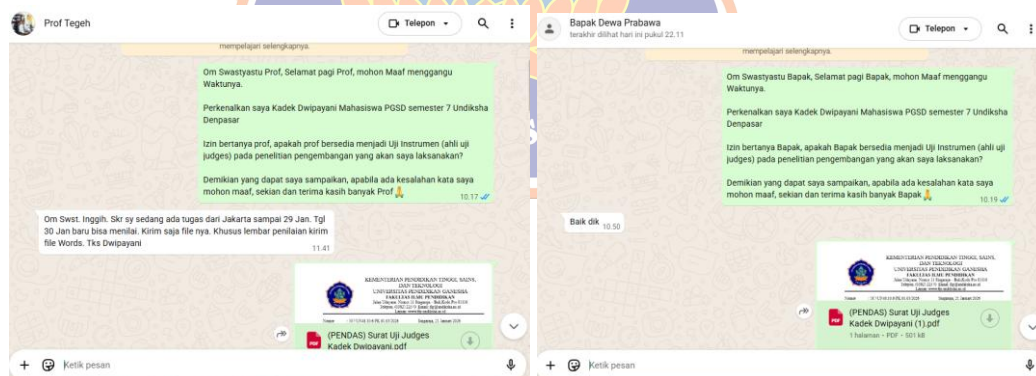 Prof Tegeh
Telepon
mempelajari selengkapnya.
Om Swastyastu Prof, Selamat pagi Prof, mohon Maaf menggangu
Waktunya.
Perkenalkan saya Kadek Dwipayani Mahasiswa PGSD semester 7 Undiksha
Denpasar
Izin bertanya prof, apakah prof bersedia menjadi Uji Instrumen (ahli uji
judges) pada penelitian pengembangan yang akan saya laksanakan?
Demikian yang dapat saya sampaikan, apabila ada kesalahan kata saya
mohon maaf, sekian dan terima kasih banyak Prof🙏
10.17
Om Swst. Inggih. Skr sy sedang ada tugas dari Jakarta sampai 29 Jan. Tgl
30 Jan baru bisa menilai. Kirim saja file nya. Khusus lembar penilaian kirim
file Words. Tks Dwipayani
11.41
KEMENTERIAN PENDIDIKAN TINGGI, SAINS,
DAN TEKNOLOGI
UNIVERSITAS PENDIDIKAN GANESHA
FAKULTAS ILMU PENDIDIKAN
PDF
(PENDAS) Surat Uji Judges
Kadek Dwipayani.pdf
Ketik pesan
Bapak Dewa Prabawa
terakhir dilihat hari ini pukul 22.11
Telepon
mempelajari selengkapnya.
Om Swastyastu Bapak, Selamat pagi Bapak, mohon Maaf menggangu
Waktunya.
Perkenalkan saya Kadek Dwipayani Mahasiswa PGSD semester 7 Undiksha
Denpasar
Izin bertanya Bapak, apakah Bapak bersedia menjadi Uji Instrumen (ahli uji
judges) pada penelitian pengembangan yang akan saya laksanakan?
Demikian yang dapat saya sampaikan, apabila ada kesalahan kata saya
mohon maaf, sekian dan terima kasih banyak Bapak🙏
10.19
Baik dik
10.50
KEMENTERIAN PENDIDIKAN TINGGI, SAINS,
DAN TEKNOLOGI
UNIVERSITAS PENDIDIKAN GANESHA
FAKULTAS ILMU PENDIDIKAN
PDF
(PENDAS) Surat Uji Judges
Kadek Dwipayani (1).pdf
1 halaman • PDF • 501 kB
Ketik pesan